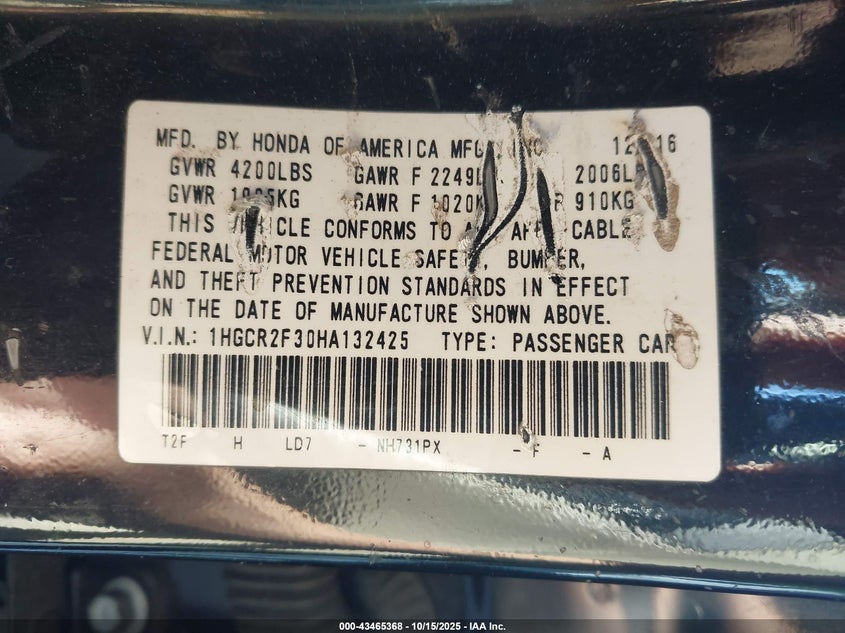 MFD. BY HONDA OF AMERICA MFG., INC. 12/16
GVWR 4200LBS GAWR F 2249L 2006L
GVWR KG GAWR F 1020K R 910KG
THIS VEHICLE CONFORMS TO ALL APPLICABLE
FEDERAL MOTOR VEHICLE SAFETY, BUMPER,
AND THEFT PREVENTION STANDARDS IN EFFECT
ON THE DATE OF MANUFACTURE SHOWN ABOVE.
V.I.N.: 1HGCR2F30HA132425 TYPE: PASSENGER CAR
T2F H LD7 - NH731PX - F - A
000-43465368 - 10/15/2025 - IAA Inc.